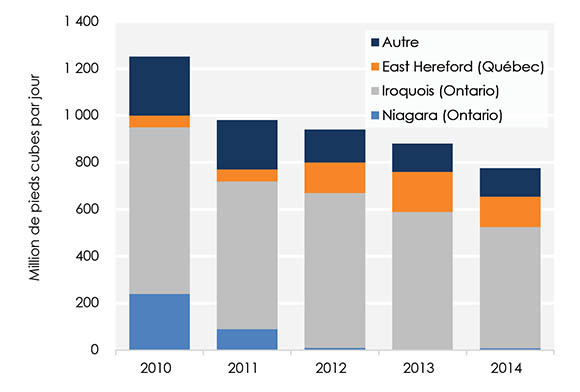 Million de pieds cubes par jour
1 400
1 200
1 000
800
600
400
200
0
Autre
East Hereford (Québec)
Iroquois (Ontario)
Niagara (Ontario)
2010 2011 2012 2013 2014